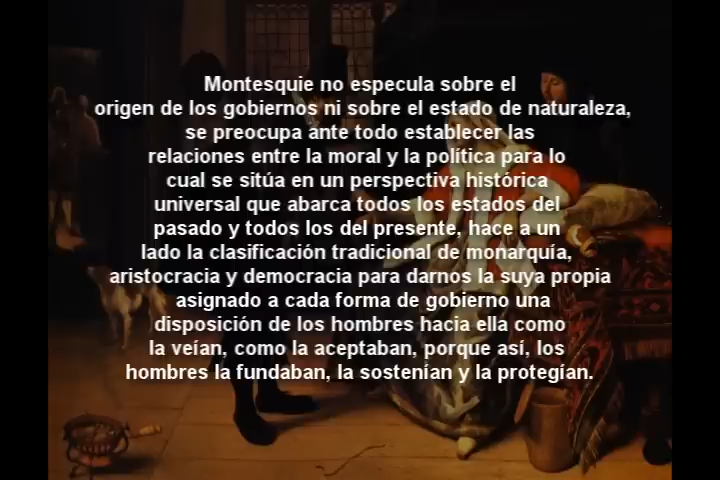 Montesquie no especula sobre el
origen de los gobiernos ni sobre el estado de naturaleza,
se preocupa ante todo establecer las
relaciones entre la moral y la política para lo
cual se sitúa en un perspectiva histórica
universal que abarca todos los estados del
pasado y todos los del presente, hace a un
lado la clasificación tradicional de monarquía,
aristocracia y democracia para darnos la suya propia
asignado a cada forma de gobierno una
disposición de los hombres hacia ella como
la veían, como la aceptaban, porque así, los
hombres la fundaban, la sostenían y la protegían.